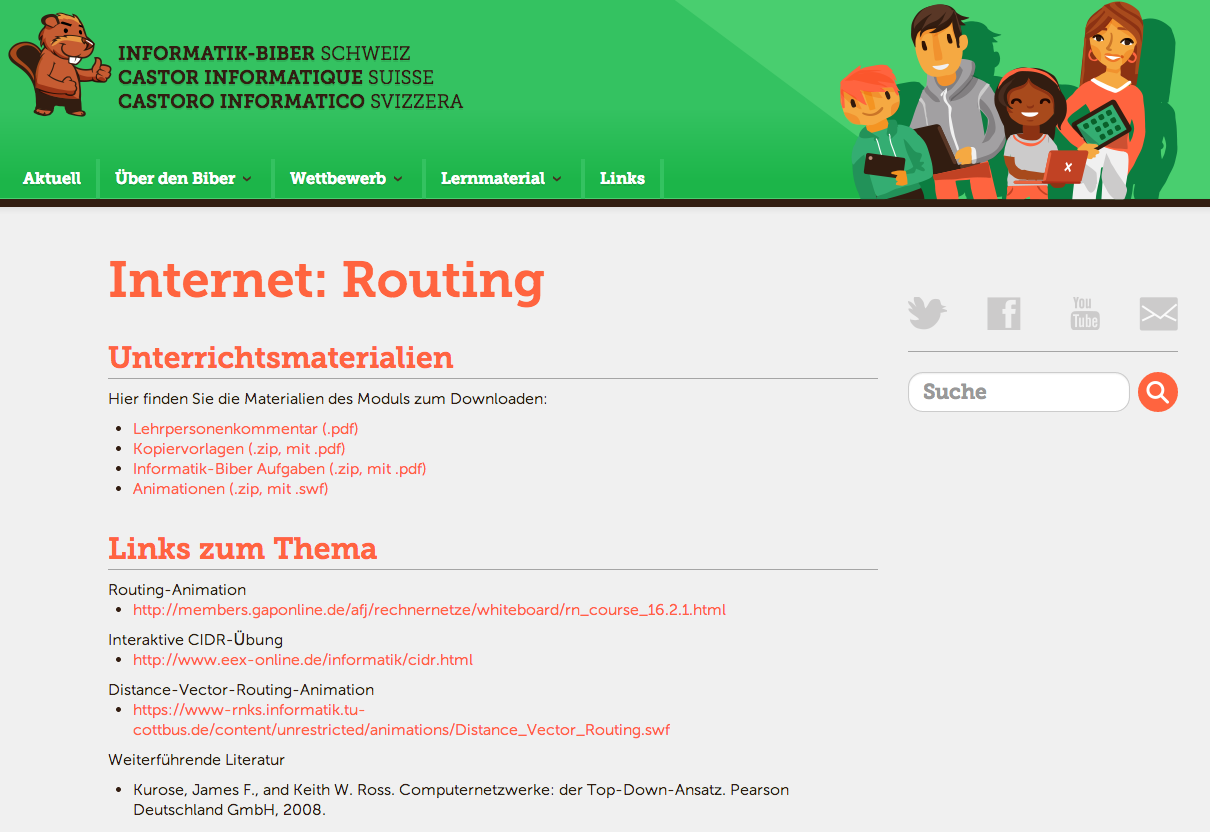 INFORMATIK-BIBER SCHWEIZ
CASTOR INFORMATIQUE SUISSE
CASTORO INFORMATICO SVIZZERA
Aktuell
Über den Biber
Wettbewerb
Lernmaterial
Links
Internet: Routing
You
Tube
Suche
Unterrichtsmaterialien
Hier finden Sie die Materialien des Moduls zum Downloaden:
Lehrpersonenkommentar (.pdf)
Kopiervorlagen (.zip, mit .pdf)
Informatik-Biber Aufgaben (.zip, mit .pdf)
Animationen (.zip, mit .swf)
Links zum Thema
Routing-Animation
http://members.gaponline.de/afj/rechnernetze/whiteboard/rn_course_16.2.1.html
Interaktive CIDR-Übung
http://www.eex-online.de/informatik/cidr.html
Distance-Vector-Routing-Animation
https://www-rnks.informatik.tu-
cottbus.de/content/unrestricted/animations/Distance_Vector_Routing.swf
Weiterführende Literatur
Kurose, James F., and Keith W. Ross. Computernetzwerke: der Top-Down-Ansatz. Pearson
Deutschland GmbH, 2008.